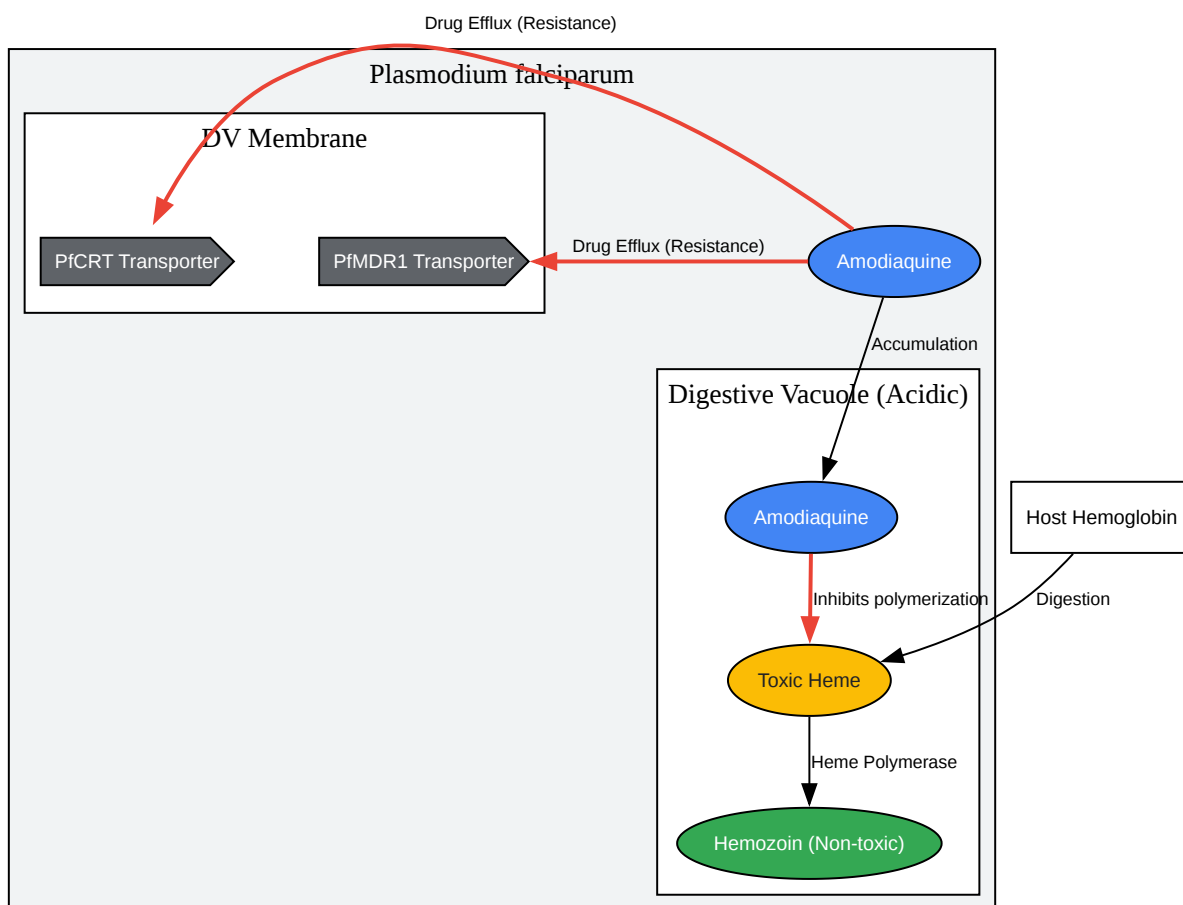 Drug Efflux (Resistance)
Plasmodium falciparum
DV Membrane
PfCRT Transporter
PfMDR1 Transporter
Drug Efflux (Resistance)
Amodiaquine
Accumulation
Digestive Vacuole (Acidic)
Amodiaquine
Host Hemoglobin
Inhibits polymerization
Digestion
Toxic Heme
Heme Polymerase
Hemozoin (Non-toxic)